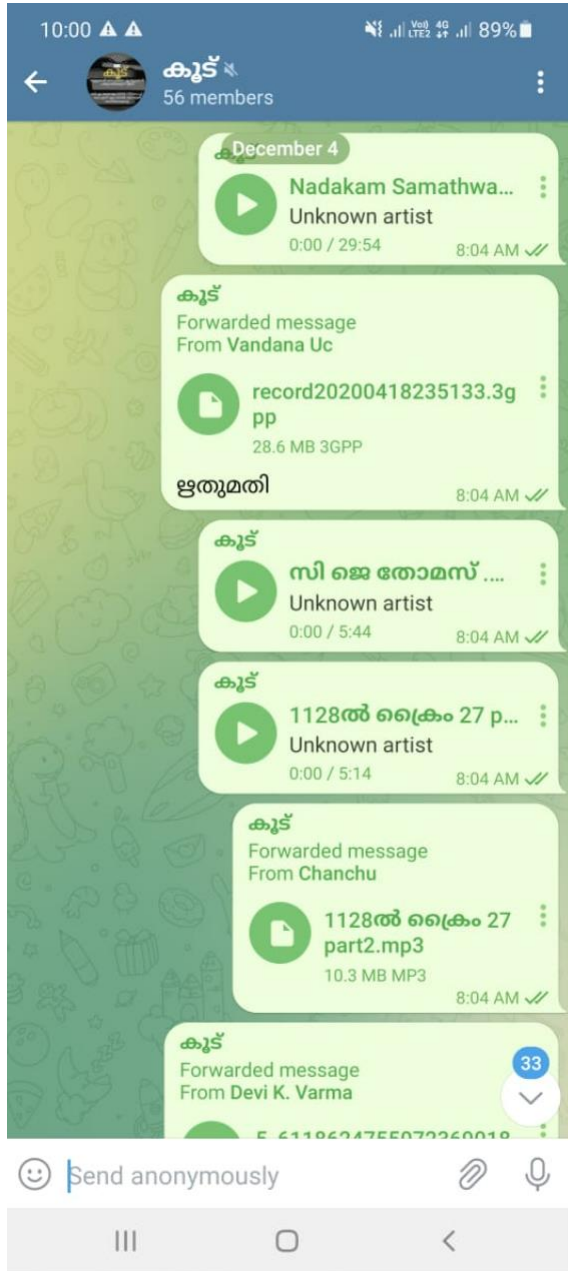 10:00
Vo)) LTE2 4G 89%
കൂട്
56 members
December 4
Nadakam Samathwa...
Unknown artist
0:00 / 29:54
8:04 AM
കൂട്
Forwarded message
From Vandana Uc
record20200418235133.3g
pp
28.6 MB 3GPP
ഋതുമതി
8:04 AM
കൂട്
സി ജെ തോമസ് ....
Unknown artist
0:00 / 5:44
8:04 AM
കൂട്
1128ൽ ക്രൈം 27 p...
Unknown artist
0:00 / 5:14
8:04 AM
കൂട്
Forwarded message
From Chanchu
1128ൽ ക്രൈം 27
part2.mp3
10.3 MB MP3
8:04 AM
കൂട്
Forwarded message
From Devi K. Varma
33
Send anonymously